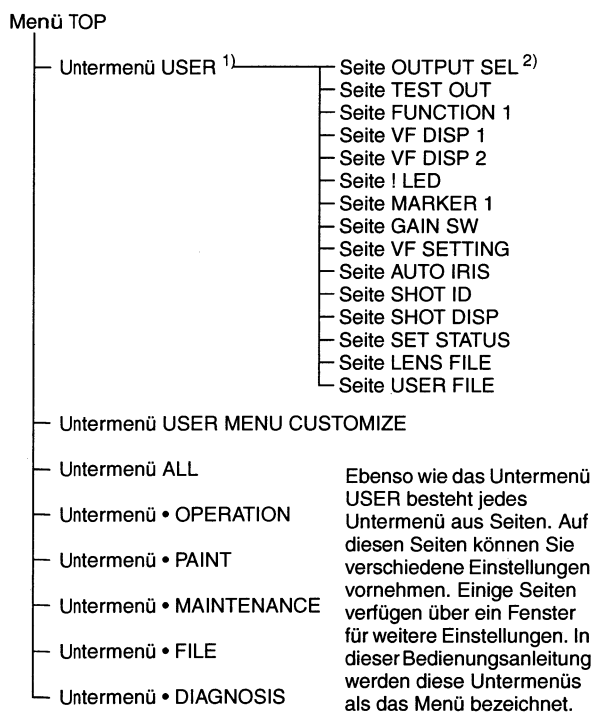 Menü TOP
Untermenü USER 1)
Seite OUTPUT SEL 2)
Seite TEST OUT
Seite FUNCTION 1
Seite VF DISP 1
Seite VF DISP 2
Seite ! LED
Seite MARKER 1
Seite GAIN SW
Seite VF SETTING
Seite AUTO IRIS
Seite SHOT ID
Seite SHOT DISP
Seite SET STATUS
Seite LENS FILE
Seite USER FILE
Untermenü USER MENU CUSTOMIZE
Untermenü ALL
Untermenü • OPERATION
Untermenü • PAINT
Untermenü • MAINTENANCE
Untermenü • FILE
Untermenü • DIAGNOSIS
Ebenso wie das Untermenü
USER besteht jedes
Untermenü aus Seiten. Auf
diesen Seiten können Sie
verschiedene Einstellungen
vornehmen. Einige Seiten
verfügen über ein Fenster
für weitere Einstellungen. In
dieser Bedienungsanleitung
werden diese Untermenüs
als das Menü bezeichnet.